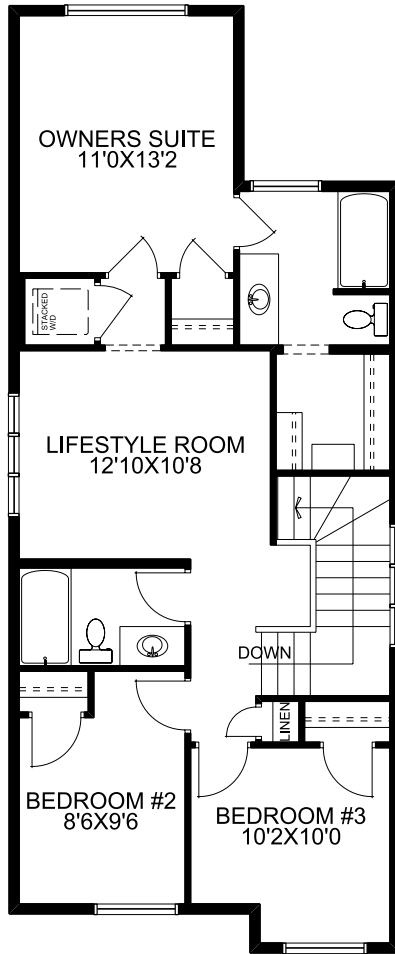 OWNERS SUITE
11'0X13'2
STACKED
W/D
LIFESTYLE ROOM
12'10X10'8
DOWN
LINEN
BEDROOM #2
8'6X9'6
BEDROOM #3
10'2X10'0